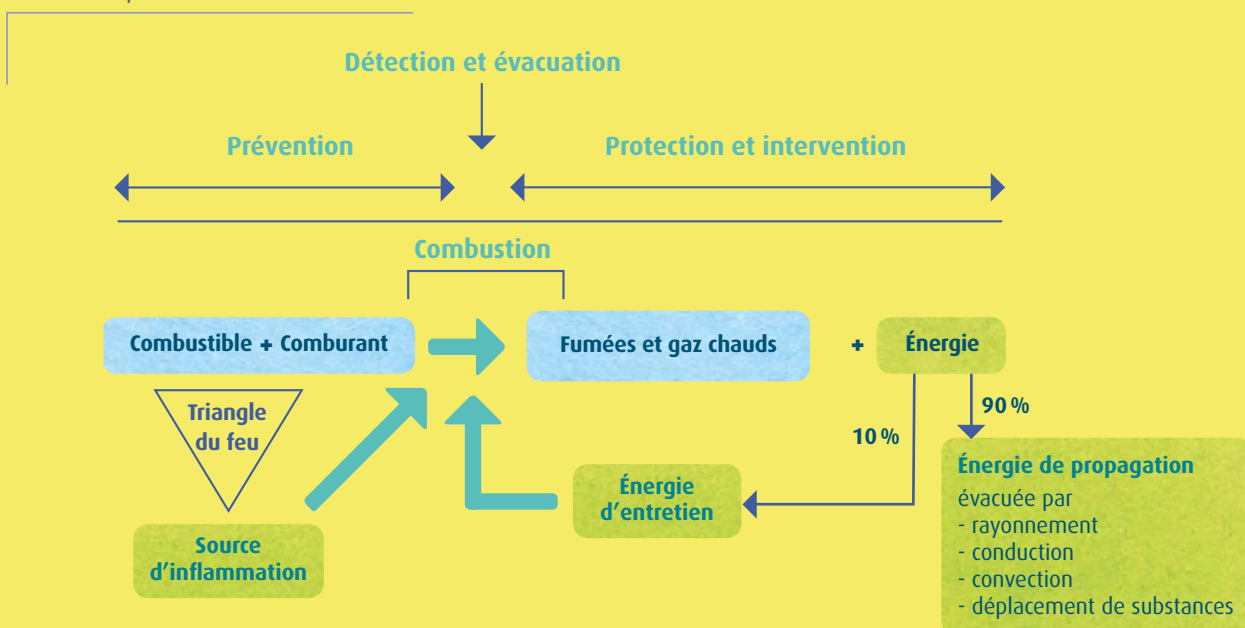 Détection et évacuation
Prévention
Protection et intervention
Combustion
Combustible + Comburant
Fumées et gaz chauds
+
Énergie
Triangle
du feu
90 %
10 %
Énergie
d'entretien
Énergie de propagation
évacuée par
- rayonnement
- conduction
- convection
- déplacement de substances
Source
d'inflammation